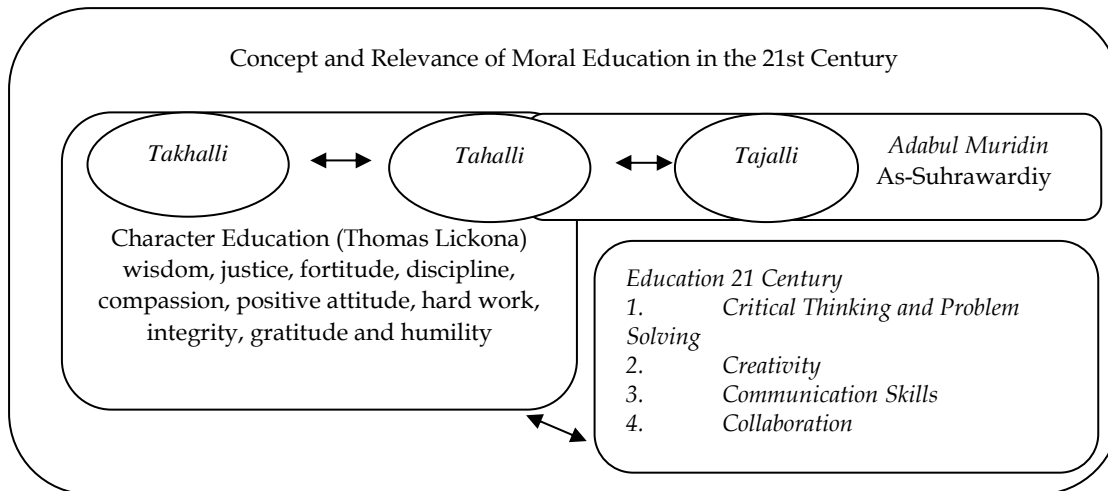 Concept and Relevance of Moral Education in the 21st Century
Takhalli
Tahalli
Tajalli
Adabul Muridin
As-Suhrawardiy
Character Education (Thomas Lickona)
wisdom, justice, fortitude, discipline,
compassion, positive attitude, hard work,
integrity, gratitude and humility
Education 21 Century
1. Critical Thinking and Problem
Solving
2. Creativity
3. Communication Skills
4. Collaboration